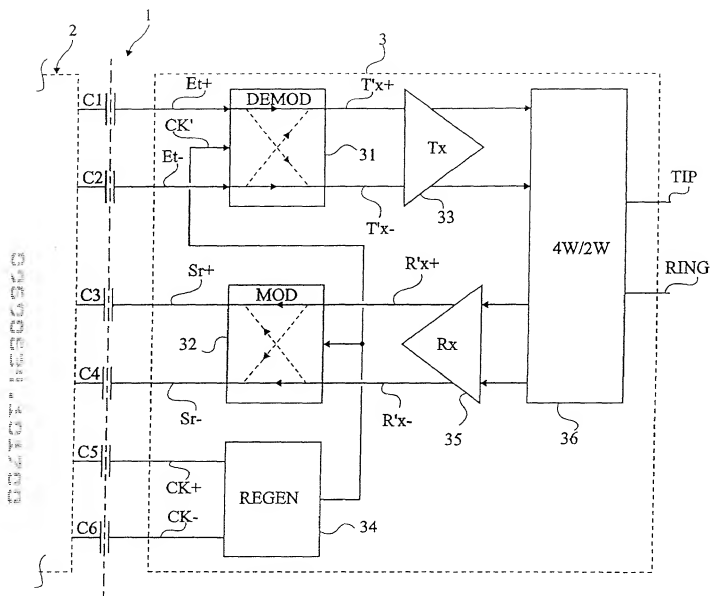 2
1
3
C1
Et+
DEMOD
T'x+
CK'
31
Tx
C2
Et-
T'x-
33
TIP
4W/2W
RING
C3
Sr+
MOD
R'x+
32
Rx
C4
Sr-
R'x-
35
36
C5
CK+
REGEN
34
C6
CK-